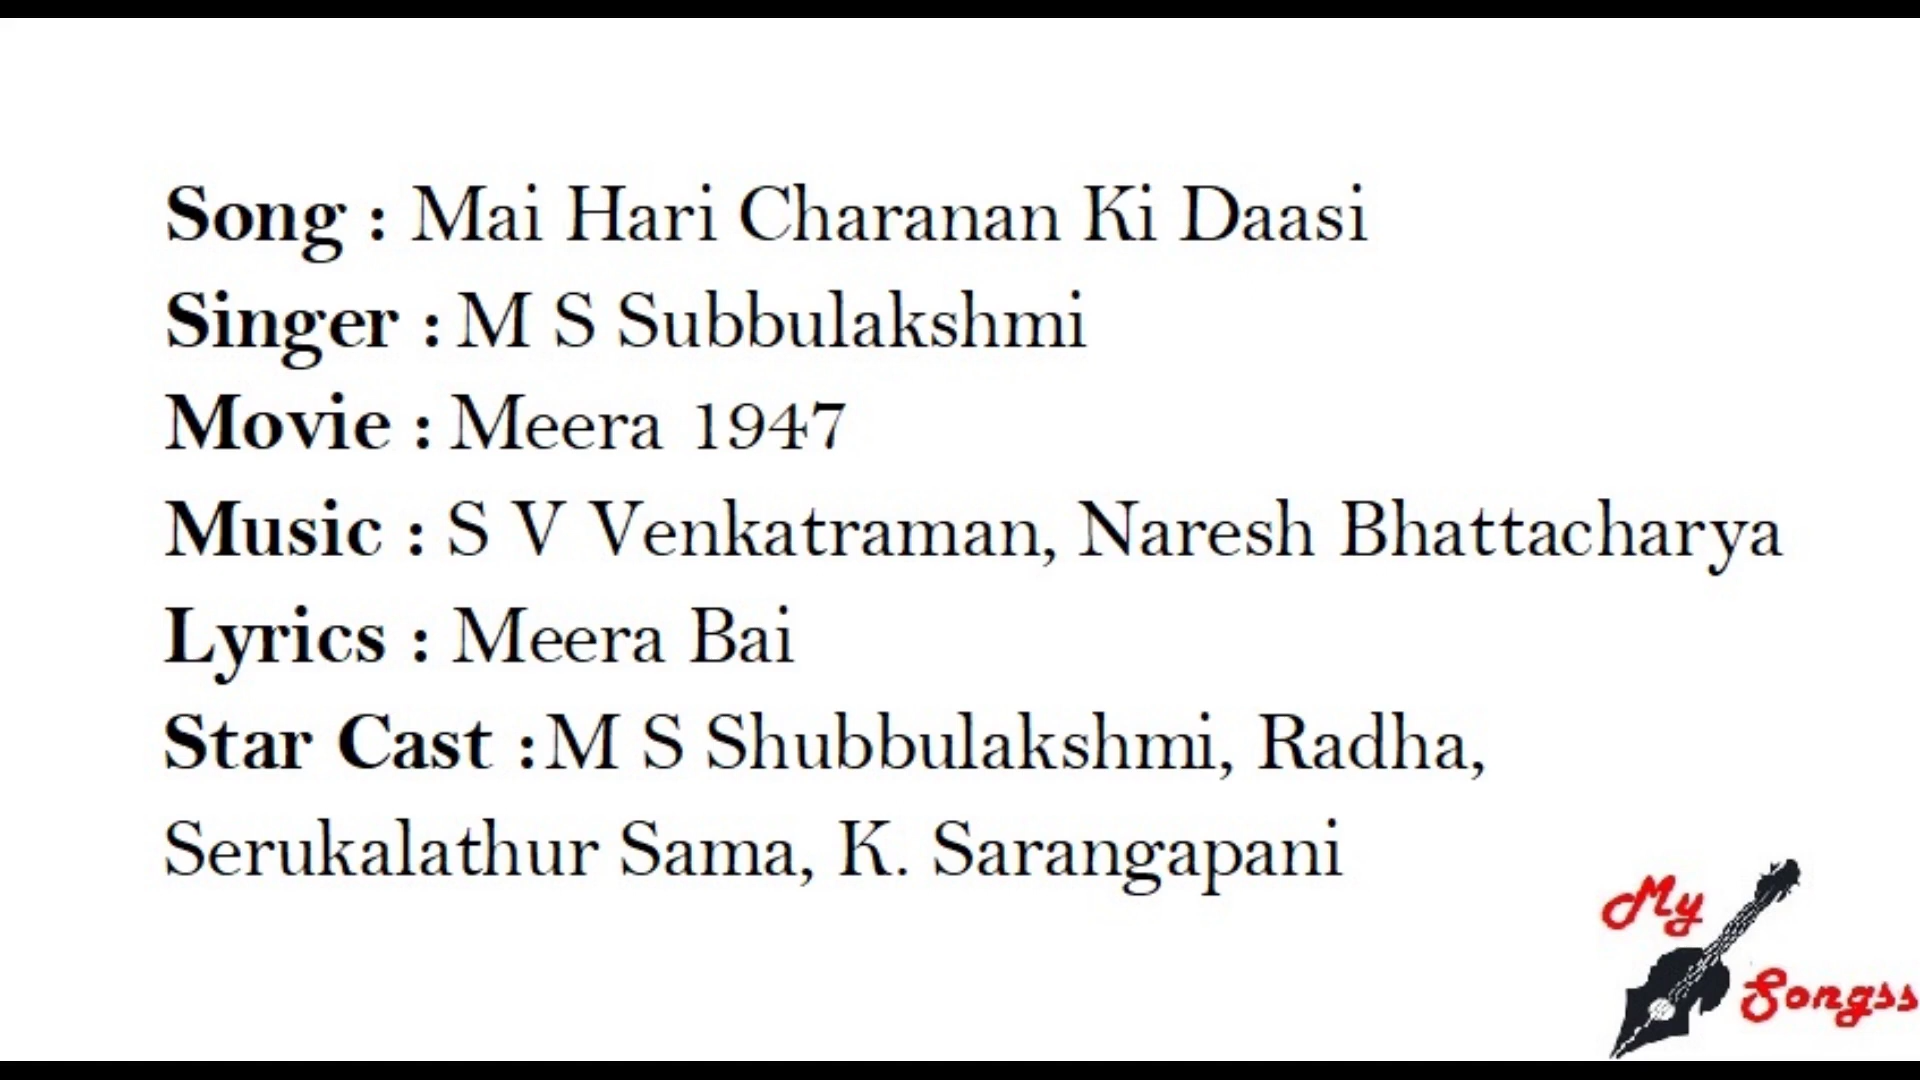 Song : Mai Hari Charanan Ki Daasi
Singer : M S Subbulakshmi
Movie : Meera 1947
Music : S V Venkatraman, Naresh Bhattacharya
Lyrics : Meera Bai
Star Cast :M S Shubbulakshmi, Radha,
Serukalathur Sama, K. Sarangapani
My
Songss